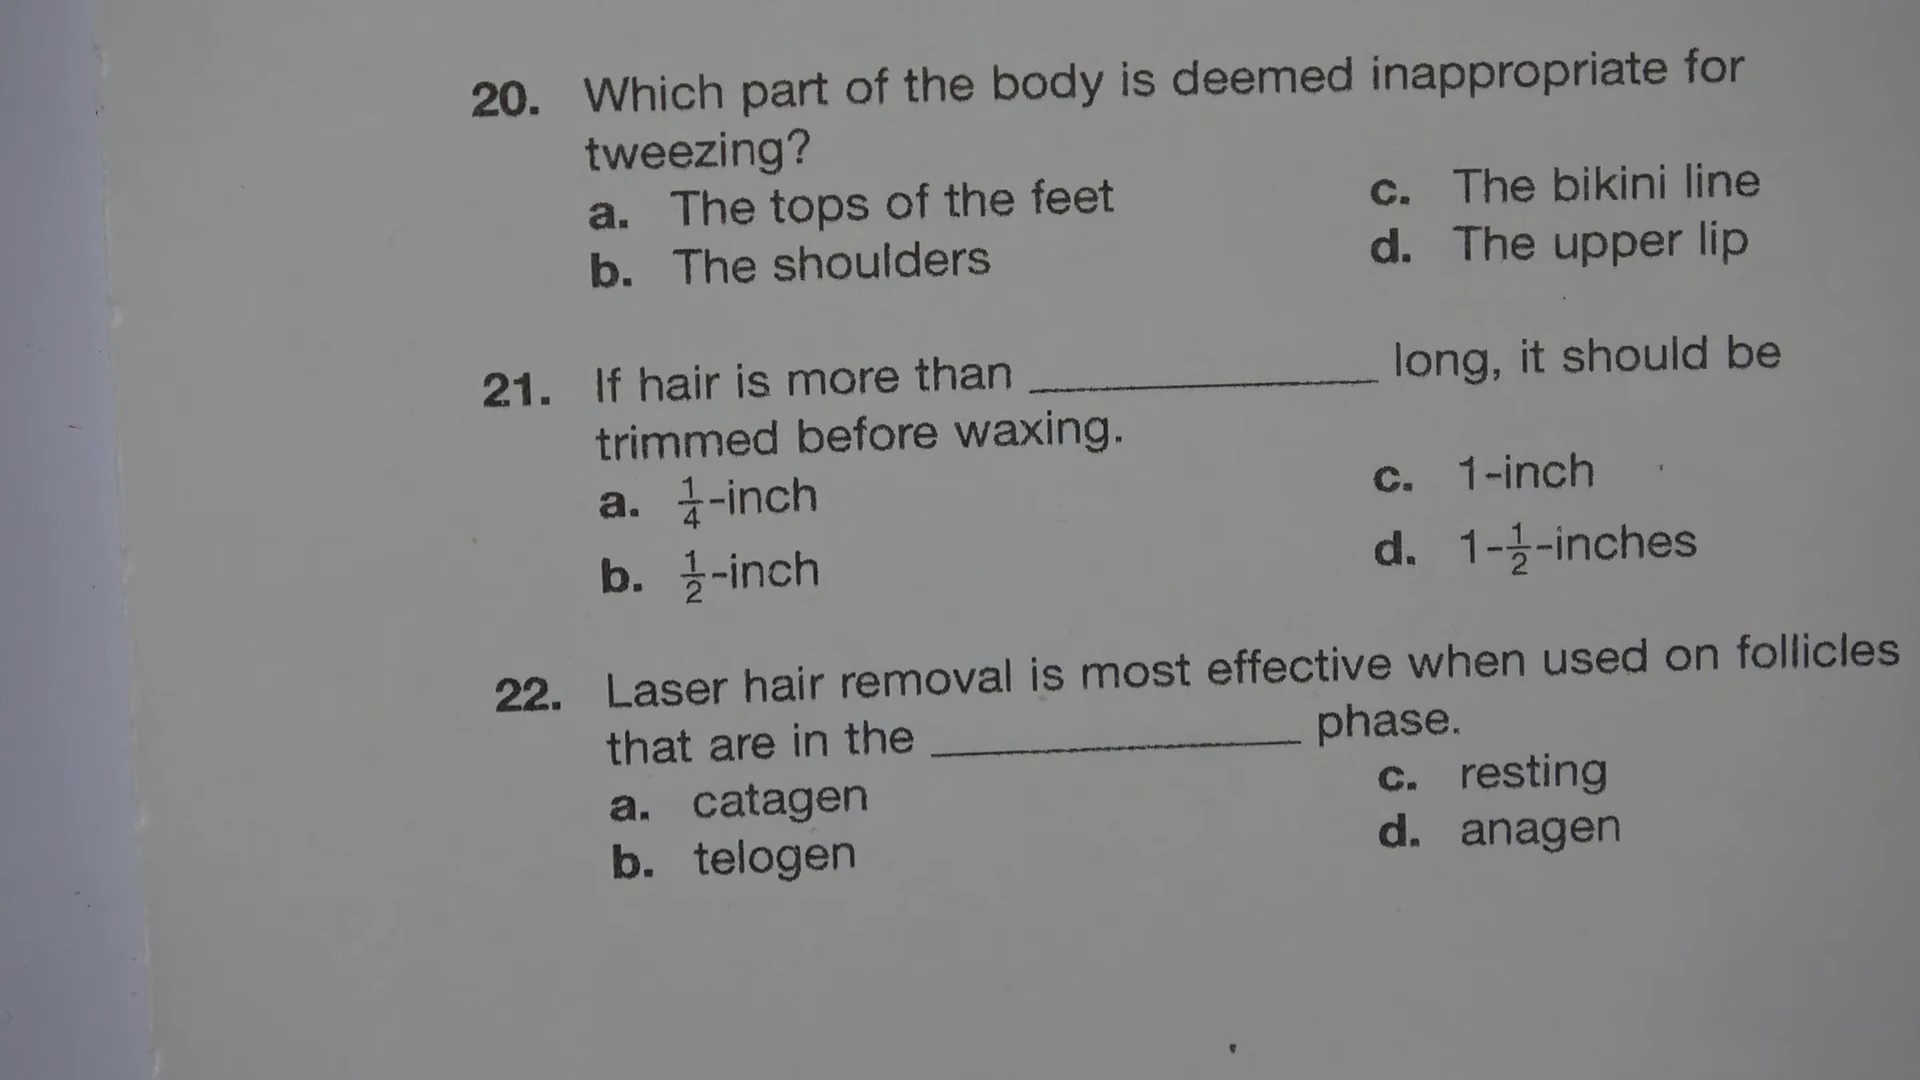 20. Which part of the body is deemed inappropriate for
tweezing?
a. The tops of the feet
b. The shoulders
c. The bikini line
d. The upper lip
21. If hair is more than ____________ long, it should be
trimmed before waxing.
a. 1/4-inch
b. 1/2-inch
c. 1-inch
d. 1-1/2-inches
22. Laser hair removal is most effective when used on follicles
that are in the ____________ phase.
a. catagen
b. telogen
c. resting
d. anagen